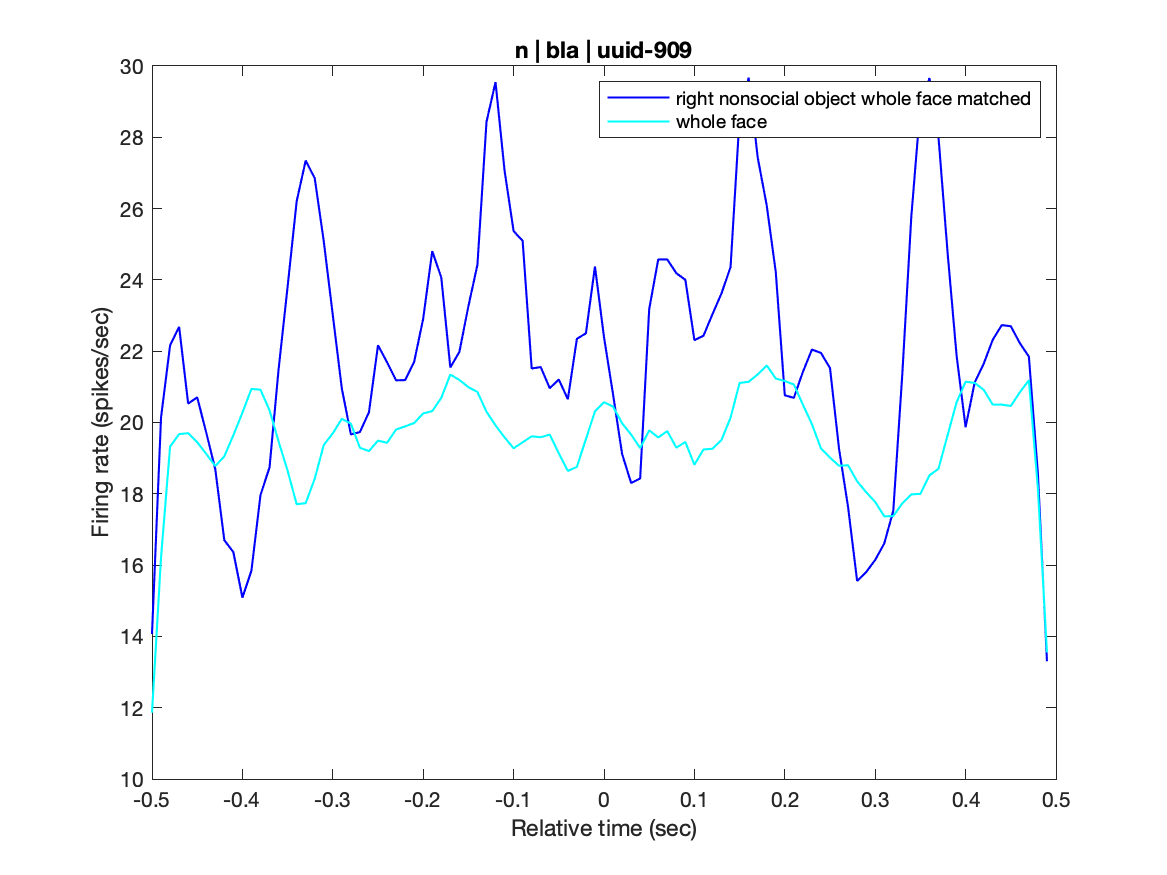 n | bla | uuid-909
30
28
26
24
22
20
18
16
14
12
10
Firing rate (spikes/sec)
right nonsocial object whole face matched
whole face
-0.5 -0.4 -0.3 -0.2 -0.1 0 0.1 0.2 0.3 0.4 0.5
Relative time (sec)